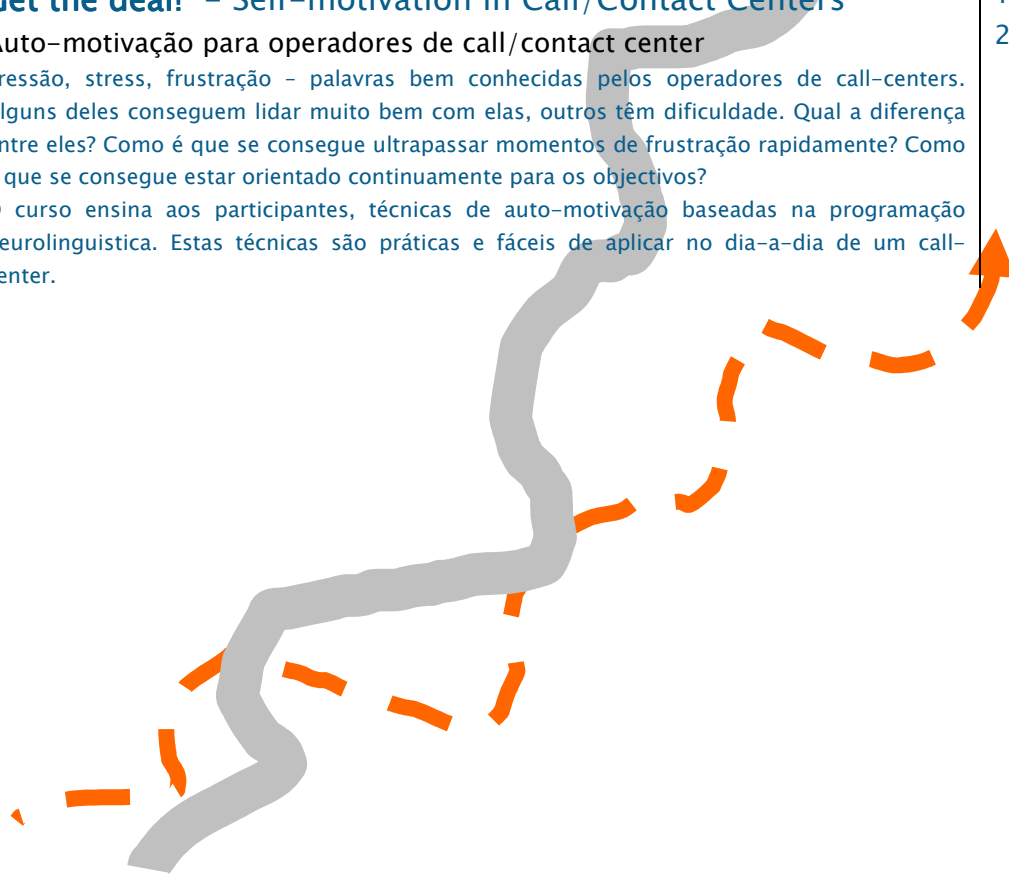 Get the deal!" - Self-motivation in Call/Contact Centers
Auto-motivação para operadores de call/contact center
ressão, stress, frustração – palavras bem conhecidas pelos operadores de call-centers.
lguns deles conseguem lidar muito bem com elas, outros têm dificuldade. Qual a diferença
ntre eles? Como é que se consegue ultrapassar momentos de frustração rapidamente? Como
que se consegue estar orientado continuamente para os objectivos?
O curso ensina aos participantes, técnicas de auto-motivação baseadas na programação
eurolinguistica. Estas técnicas são práticas e fáceis de aplicar no dia-a-dia de um call-
enter.
2